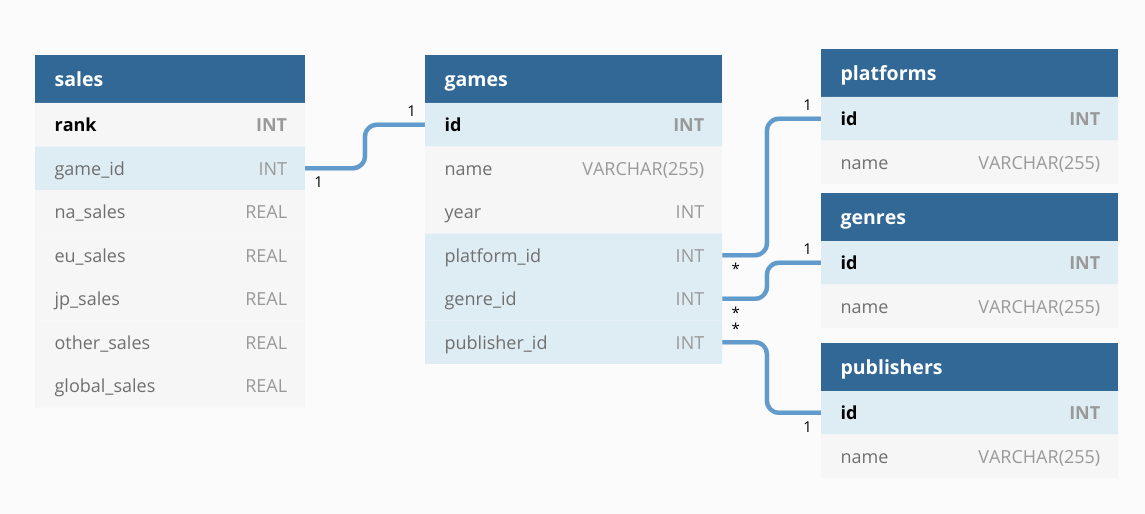 sales
rank INT
game_id INT
na_sales REAL
eu_sales REAL
jp_sales REAL
other_sales REAL
global_sales REAL
1
1
games
id INT
name VARCHAR(255)
year INT
platform_id INT
genre_id INT
publisher_id INT
*
*
*
1
1
1
platforms
id INT
name VARCHAR(255)
genres
id INT
name VARCHAR(255)
publishers
id INT
name VARCHAR(255)